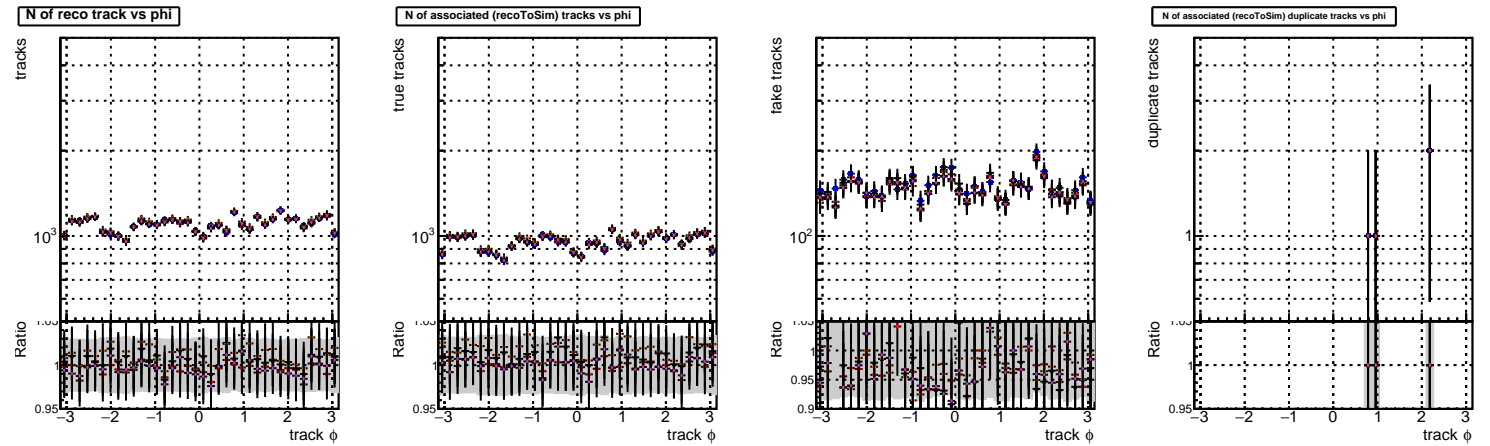 N of reco track vs phi
tracks
10³
Ratio
0.95
−3 −2 −1 0 1 2 3
track ϕ
N of associated (recoToSim) tracks vs phi
true tracks
10³
Ratio
1
0.95
−3 −2 −1 0 1 2 3
track ϕ
fake tracks
10²
Ratio
0.95
0.9
−3 −2 −1 0 1 2 3
track ϕ
N of associated (recoToSim) duplicate tracks vs phi
duplicate tracks
1
Ratio
1
0.95
−3 −2 −1 0 1 2 3
track ϕ